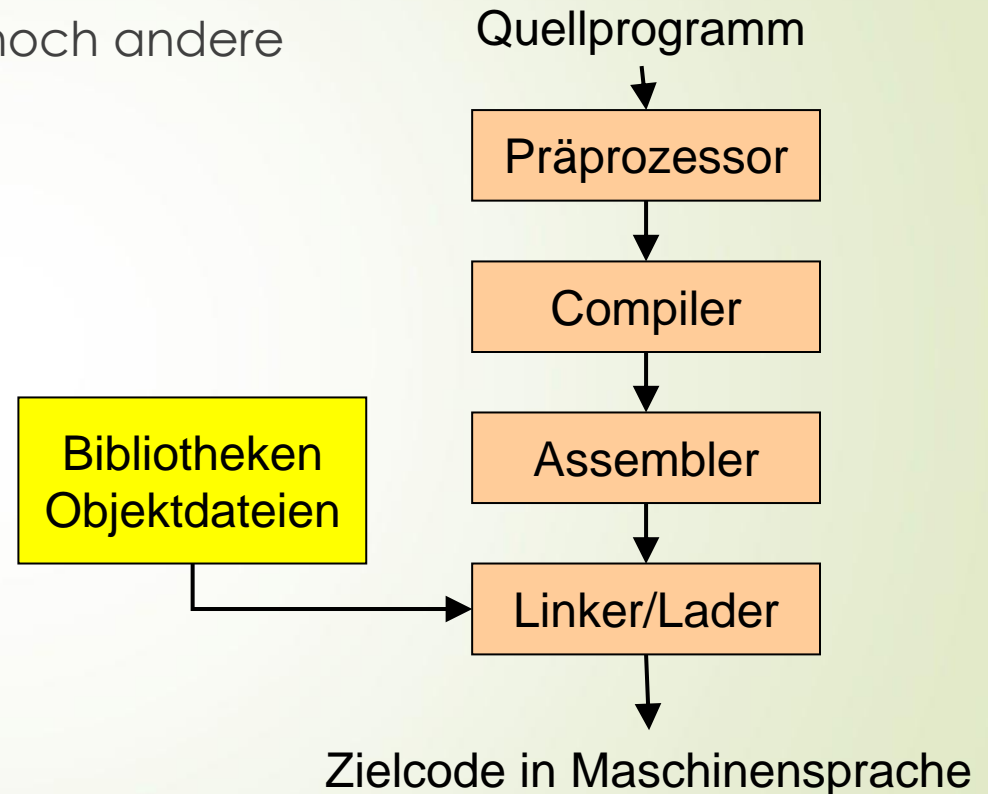 noch andere
Quellprogramm
Präprozessor
Compiler
Assembler
Bibliotheken
Objektdateien
Linker/Lader
Zielcode in Maschinensprache